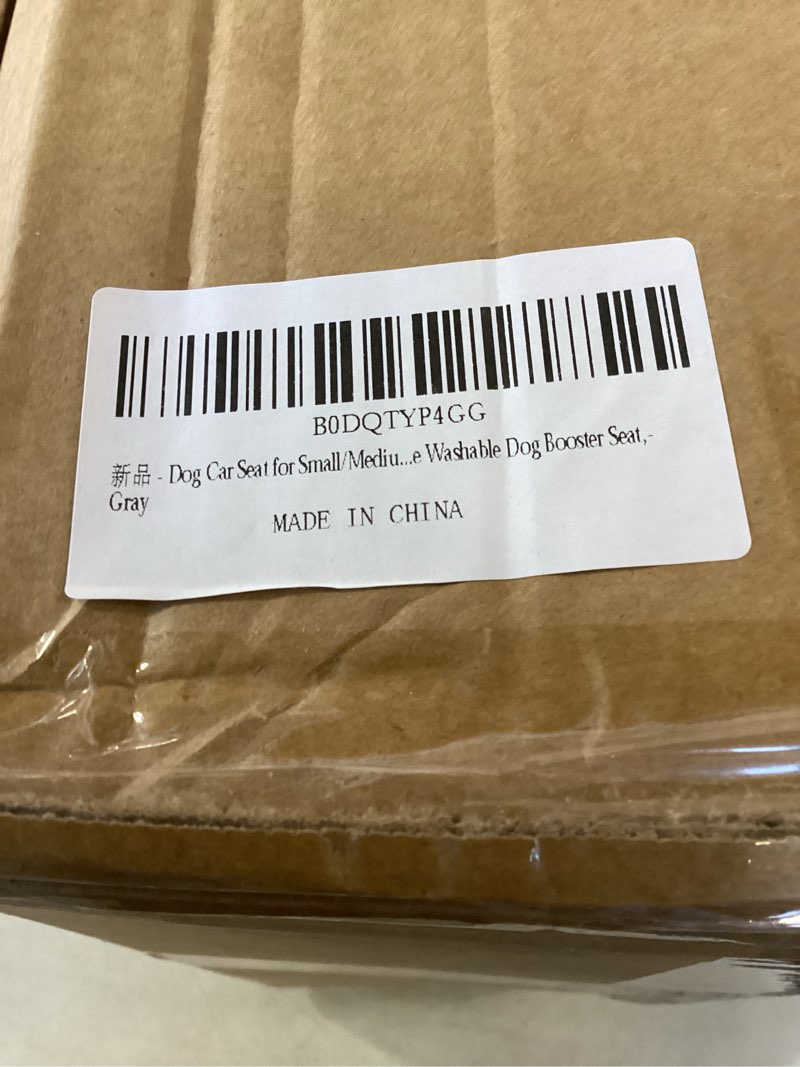 B0DQTYP4GG
新品 - Dog Car Seat for Small/Mediu...e Washable Dog Booster Seat,-
Gray
MADE IN CHINA